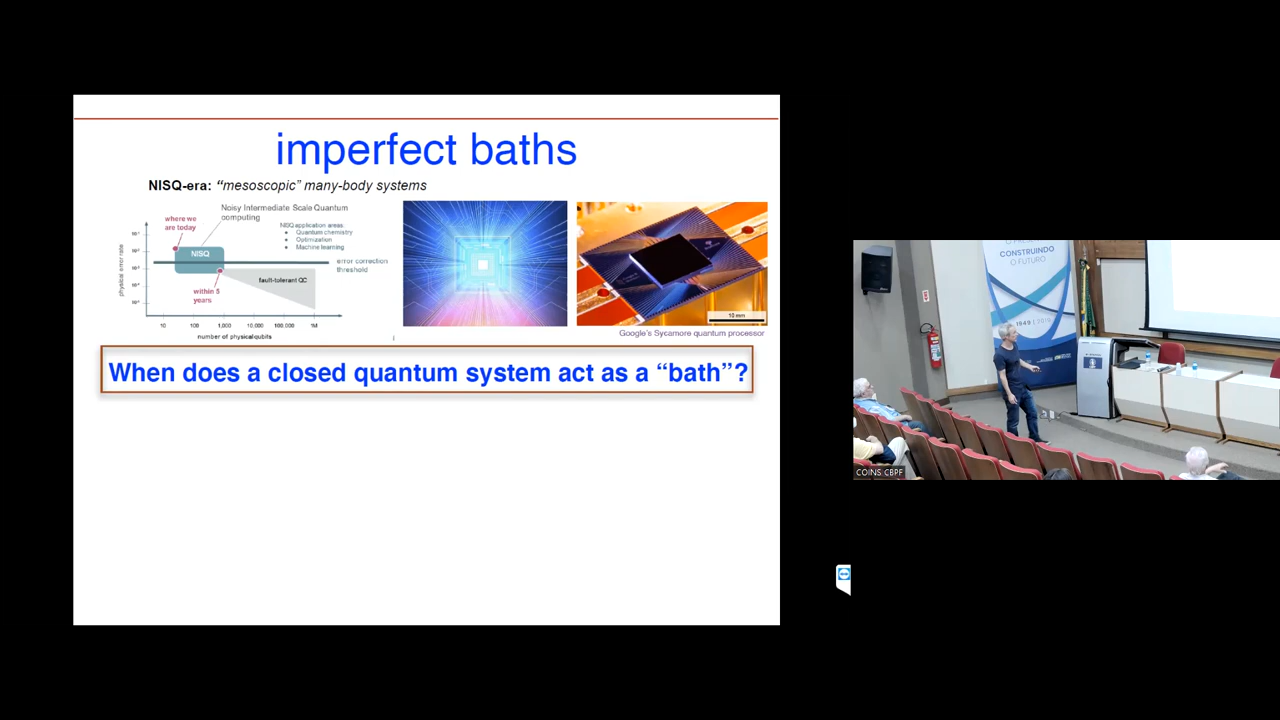 imperfect baths
NISQ-era: “mesoscopic” many-body systems
Noisy Intermediate Scale Quantum
computing
where we
are today
NISQ application areas:
● Quantum chemistry
● Optimization
● Machine learning
NISQ
error correction
threshold
fault-tolerant QC
within 5
years
physical error rate
10 100 1,000 10,000 100,000 1M
number of physical qubits
10 mm
Google's Sycamore quantum processor
When does a closed quantum system act as a “bath”?
CONSTRUINDO
O FUTURO
1949
COINS CBPF